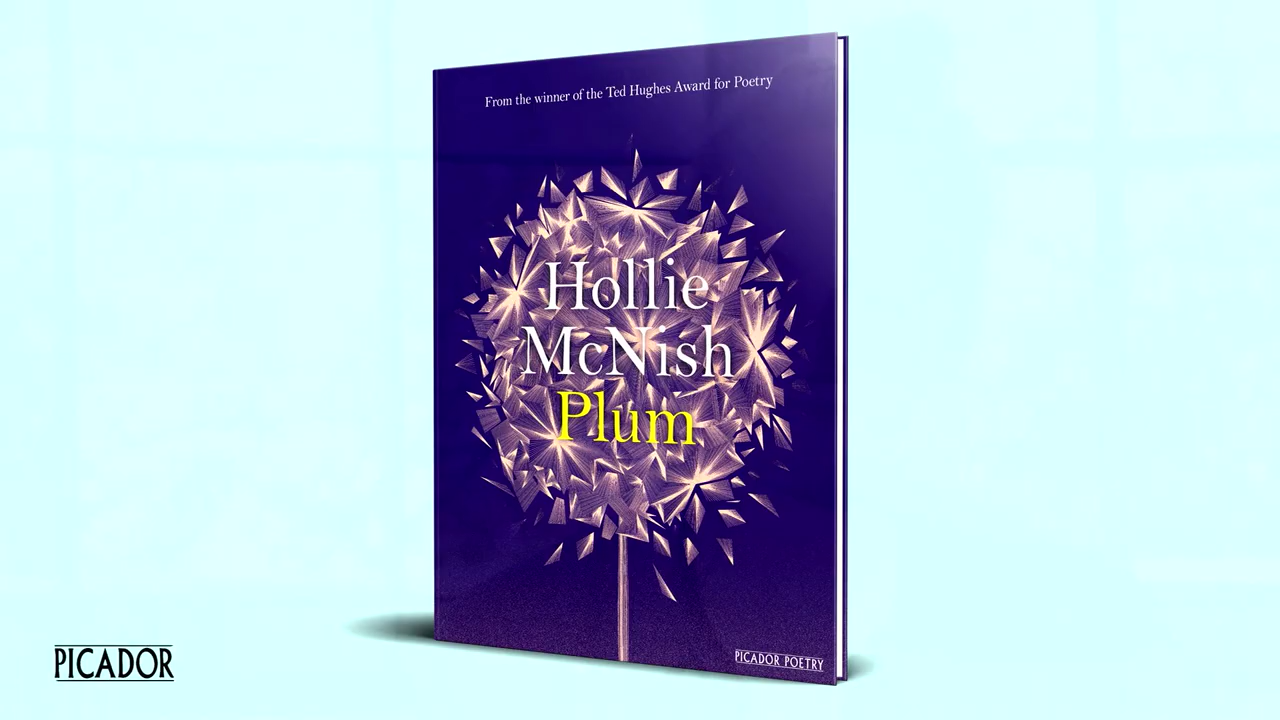 From the winner of the Ted Hughes Award for Poetry
Hollie
McNish
Plum
PICADOR POETRY
PICADOR